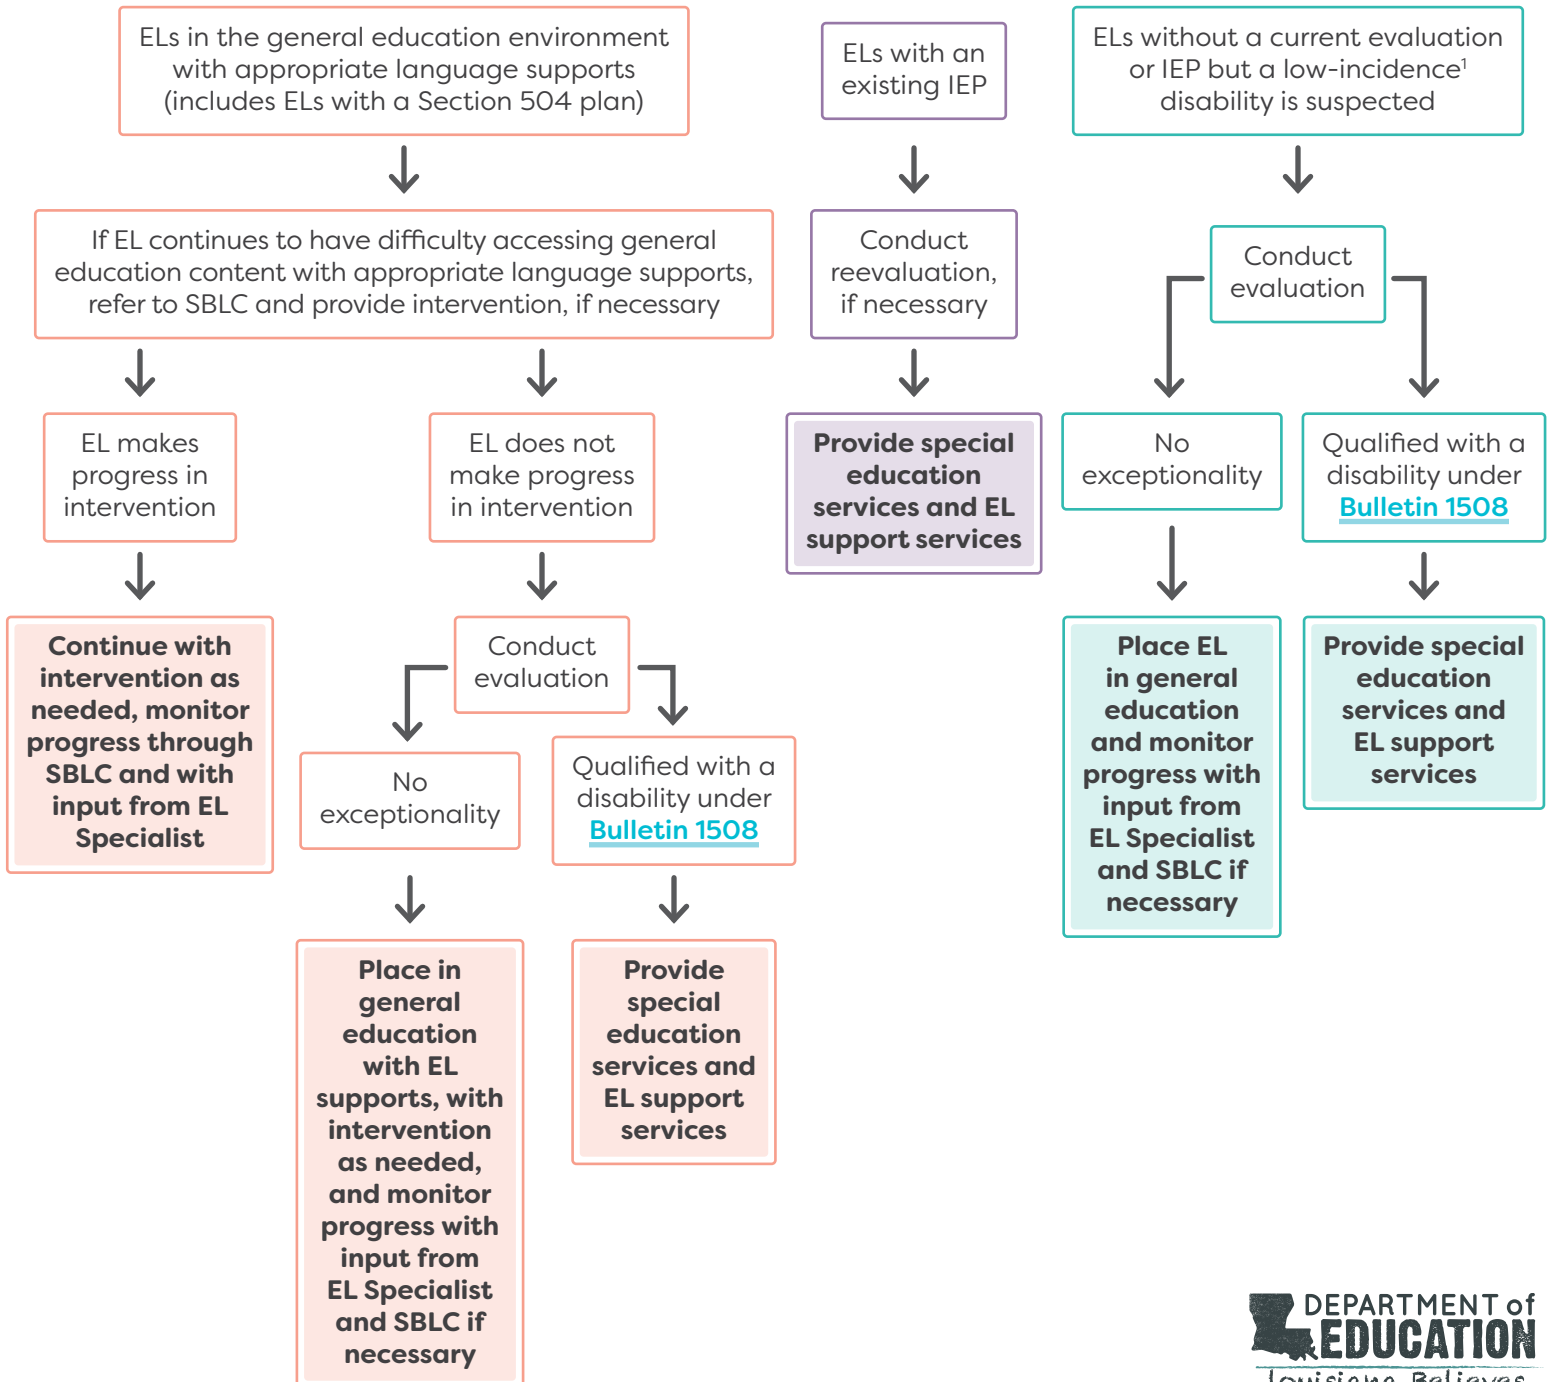 ELs in the general education environment
with appropriate language supports
(includes ELs with a Section 504 plan)
If EL continues to have difficulty accessing general
education content with appropriate language supports,
refer to SBLC and provide intervention, if necessary
EL makes
progress in
intervention
Continue with
intervention as
needed, monitor
progress through
SBLC and with
input from EL
Specialist
EL does not
make progress
in intervention
Conduct
evaluation
No
exceptionality
Place in
general
education
with EL
supports, with
intervention
as needed,
and monitor
progress with
input from
EL Specialist
and SBLC if
necessary
Qualified with a
disability under
Bulletin 1508
Provide
special
education
services and
EL support
services
ELs with an
existing IEP
Conduct
reevaluation,
if necessary
Provide special
education
services and EL
support services
ELs without a current evaluation
or IEP but a low-incidence¹
disability is suspected
Conduct
evaluation
No
exceptionality
Place EL
in general
education
and monitor
progress with
input from
EL Specialist
and SBLC if
necessary
Qualified with a
disability under
Bulletin 1508
Provide special
education
services and
EL support
services
DEPARTMENT of
EDUCATION
Louisiana Believes